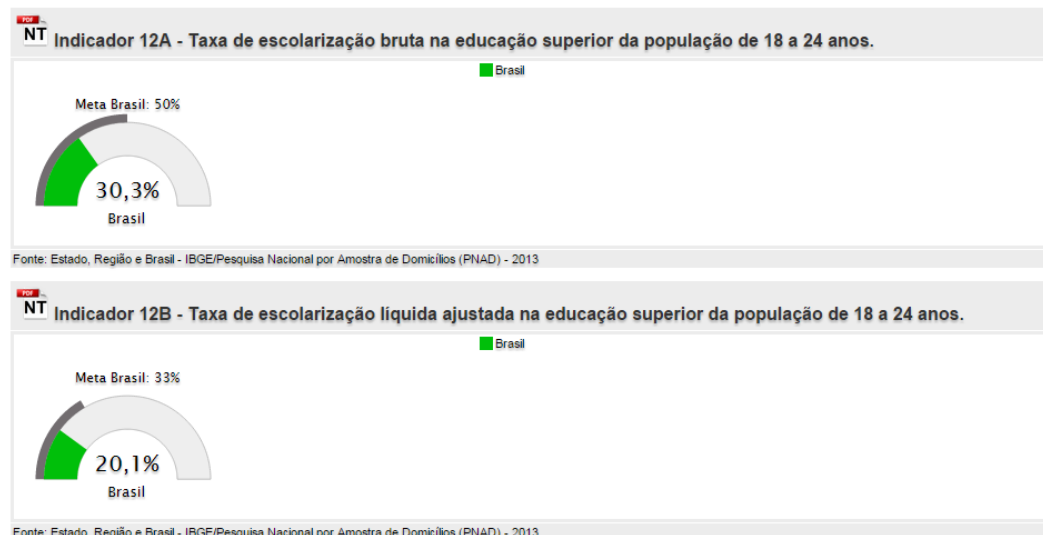 PDF
NT Indicador 12A - Taxa de escolarização bruta na educação superior da população de 18 a 24 anos.
Brasil
Meta Brasil: 50%
30,3%
Brasil
Fonte: Estado, Região e Brasil - IBGE/Pesquisa Nacional por Amostra de Domicílios (PNAD) - 2013
PDF
NT Indicador 12B - Taxa de escolarização líquida ajustada na educação superior da população de 18 a 24 anos.
Brasil
Meta Brasil: 33%
20,1%
Brasil
Fonte: Estado, Região e Brasil - IBGE/Pesquisa Nacional por Amostra de Domicílios (PNAD) - 2013